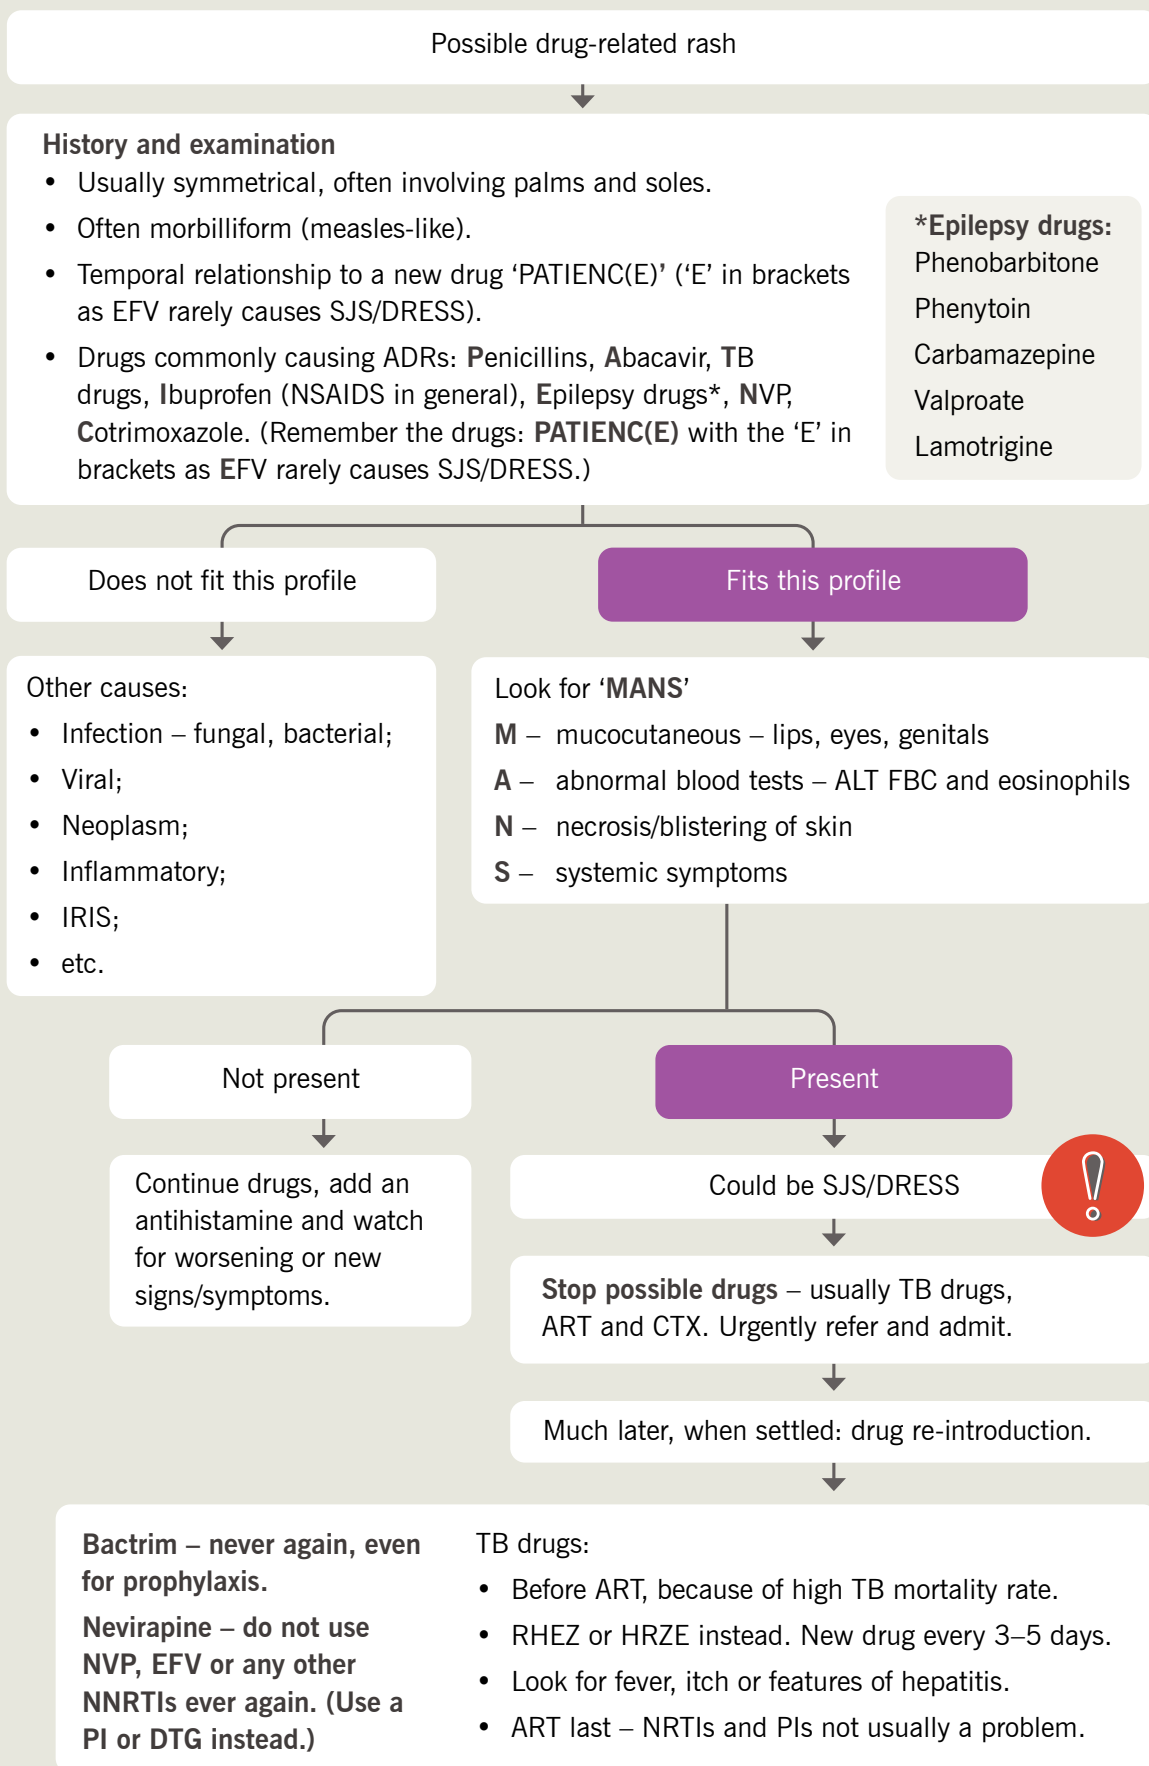 Possible drug-related rash
History and examination
• Usually symmetrical, often involving palms and soles.
• Often morbilliform (measles-like).
• Temporal relationship to a new drug ‘PATIENC(E)’ (‘E’ in brackets
as EFV rarely causes SJS/DRESS).
• Drugs commonly causing ADRs: Penicillins, Abacavir, TB
drugs, Ibuprofen (NSAIDS in general), Epilepsy drugs*, NVP,
Cotrimoxazole. (Remember the drugs: PATIENC(E) with the ‘E’ in
brackets as EFV rarely causes SJS/DRESS.)
*Epilepsy drugs:
Phenobarbitone
Phenytoin
Carbamazepine
Valproate
Lamotrigine
Does not fit this profile
Fits this profile
Other causes:
• Infection – fungal, bacterial;
• Viral;
• Neoplasm;
• Inflammatory;
• IRIS;
• etc.
Look for ‘MANS’
M – mucocutaneous – lips, eyes, genitals
A – abnormal blood tests – ALT FBC and eosinophils
N – necrosis/blistering of skin
S – systemic symptoms
Not present
Present
Continue drugs, add an
antihistamine and watch
for worsening or new
signs/symptoms.
Could be SJS/DRESS
!
Stop possible drugs – usually TB drugs,
ART and CTX. Urgently refer and admit.
Much later, when settled: drug re-introduction.
Bactrim – never again, even
for prophylaxis.
Nevirapine – do not use
NVP, EFV or any other
NNRTIs ever again. (Use a
PI or DTG instead.)
TB drugs:
• Before ART, because of high TB mortality rate.
• RHEZ or HRZE instead. New drug every 3–5 days.
• Look for fever, itch or features of hepatitis.
• ART last – NRTIs and PIs not usually a problem.